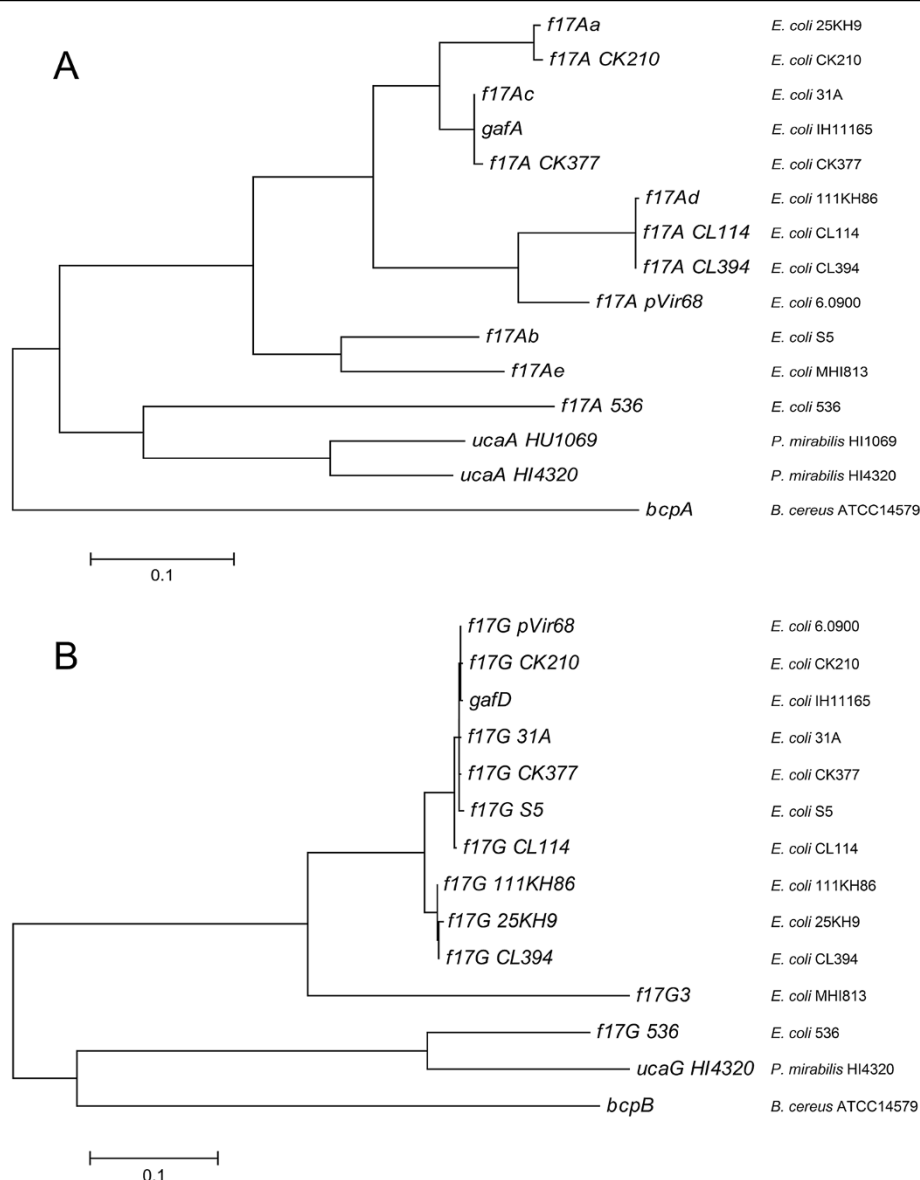 A
f17Aa E. coli 25KH9
f17A CK210 E. coli CK210
f17Ac E. coli 31A
gafA E. coli IH11165
f17A CK377 E. coli CK377
f17Ad E. coli 111KH86
f17A CL114 E. coli CL114
f17A CL394 E. coli CL394
f17A pVir68 E. coli 6.0900
f17Ab E. coli S5
f17Ae E. coli MHI813
f17A 536 E. coli 536
ucaA HU1069 P. mirabilis HI1069
ucaA HI4320 P. mirabilis HI4320
bcpA B. cereus ATCC14579
0.1
B
f17G pVir68 E. coli 6.0900
f17G CK210 E. coli CK210
gafD E. coli IH11165
f17G 31A E. coli 31A
f17G CK377 E. coli CK377
f17G S5 E. coli S5
f17G CL114 E. coli CL114
f17G 111KH86 E. coli 111KH86
f17G 25KH9 E. coli 25KH9
f17G CL394 E. coli CL394
f17G3 E. coli MHI813
f17G 536 E. coli 536
ucaG HI4320 P. mirabilis HI4320
bcpB B. cereus ATCC14579
0.1